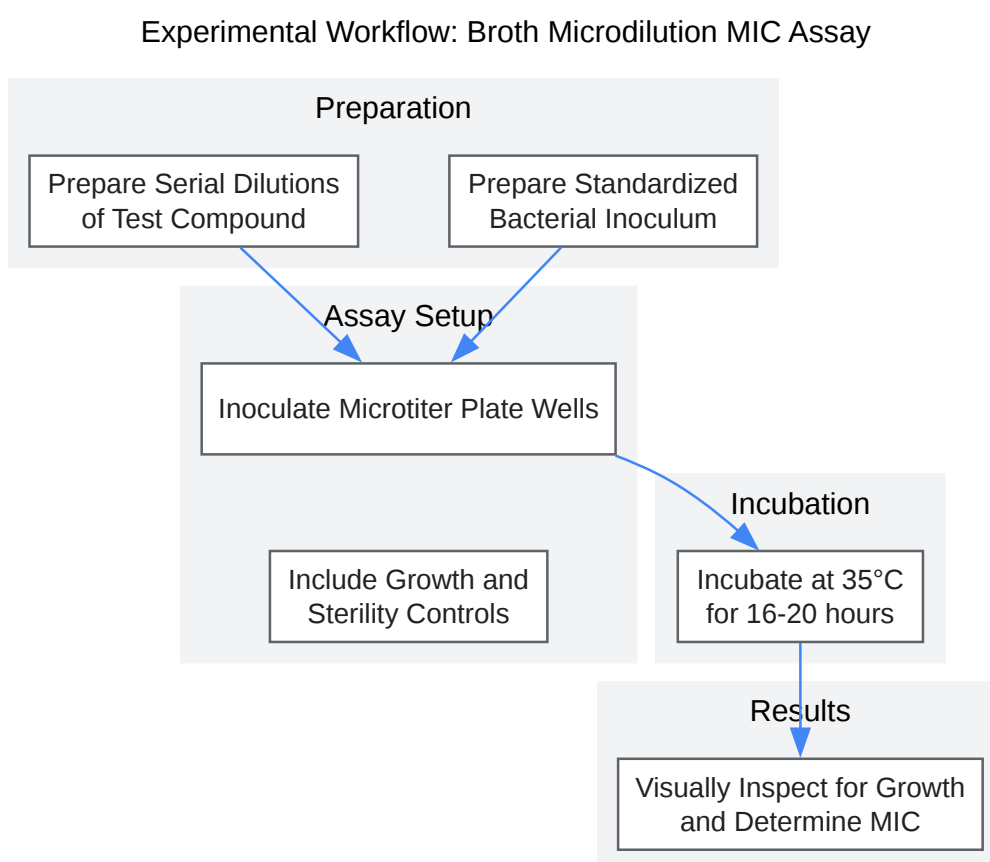 Experimental Workflow: Broth Microdilution MIC Assay
Preparation
Prepare Serial Dilutions
of Test Compound
Prepare Standardized
Bacterial Inoculum
Assay Setup
Inoculate Microtiter Plate Wells
Include Growth and
Sterility Controls
Incubation
Incubate at 35°C
for 16-20 hours
Results
Visually Inspect for Growth
and Determine MIC